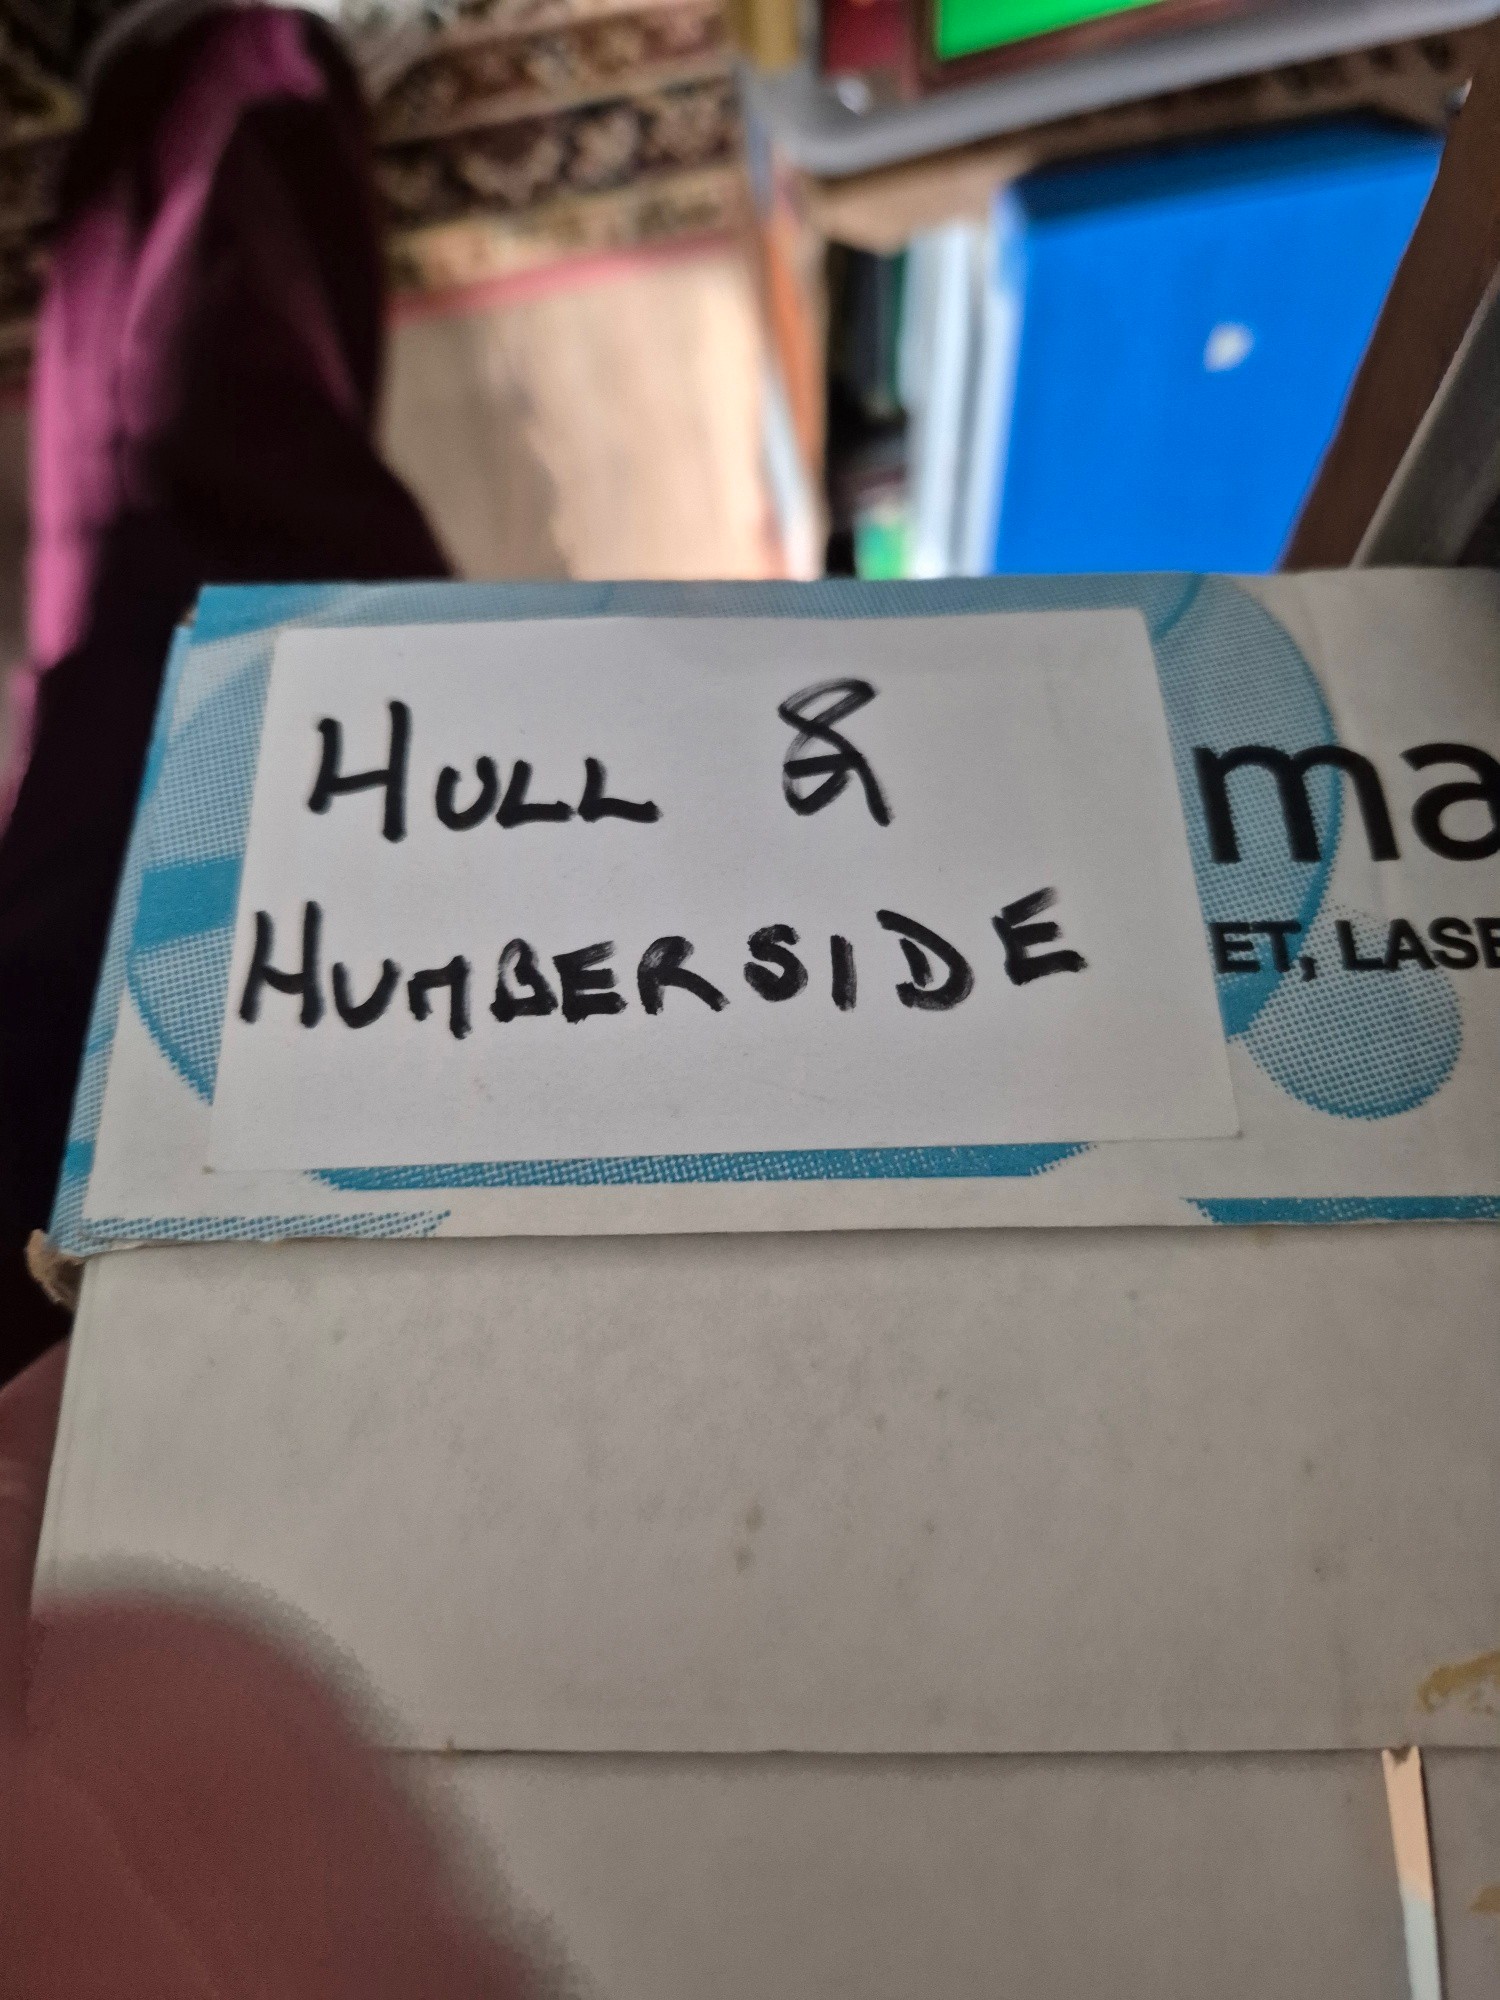 HULL &
HUMBERSIDE
ma
ET, LASE